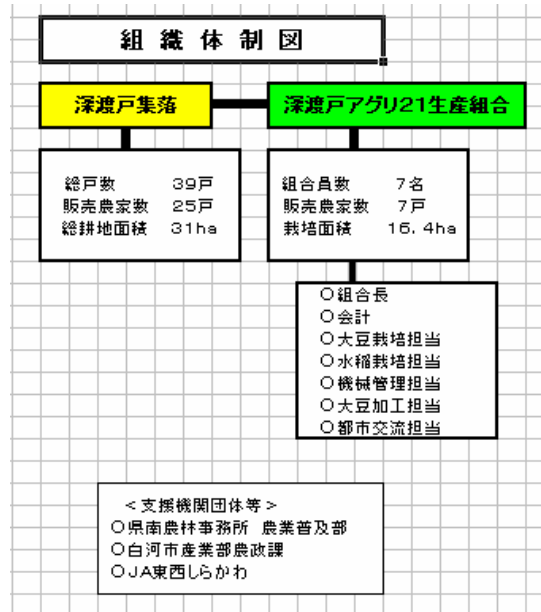 組織体制図
深渡戸集落
深渡戸アグリ21生産組合
総戸数 39戸
販売農家数 25戸
総耕地面積 31ha
組合員数 7名
販売農家数 7戸
栽培面積 16.4ha
○組合長
○会計
○大豆栽培担当
○水稲栽培担当
○機械管理担当
○大豆加工担当
○都市交流担当
＜支援機関団体等＞
○県南農林事務所 農業普及部
○白河市産業部農政課
○JA東西しらかわ